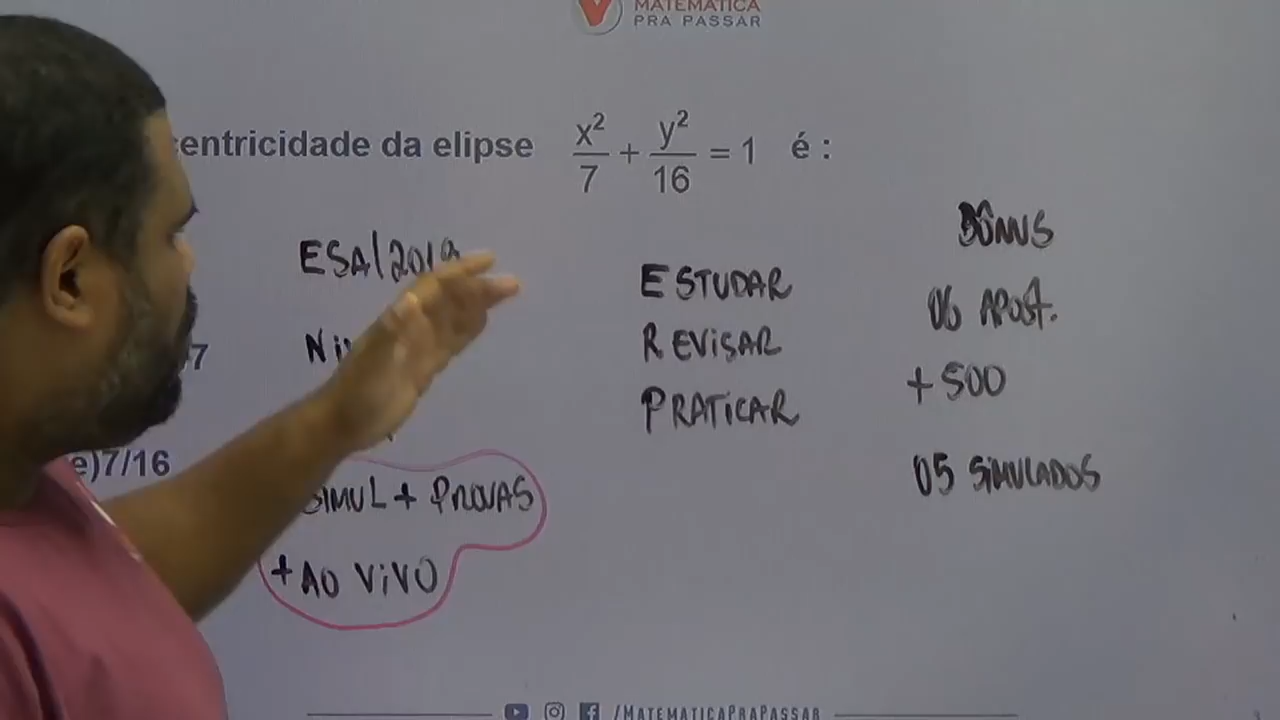 MATEMÁTICA
PRA PASSAR
centricidade da elipse x²/7 + y²/16 = 1 é :
ESA/2019
ESTUDAR
REVISAR
PRATICAR
BÔNUS
06 APOST.
+ 500
05 SIMULADOS
7
e)7/16
SIMUL + PROVAS
+ AO VIVO
/MATEMATICAPRAPASSAR